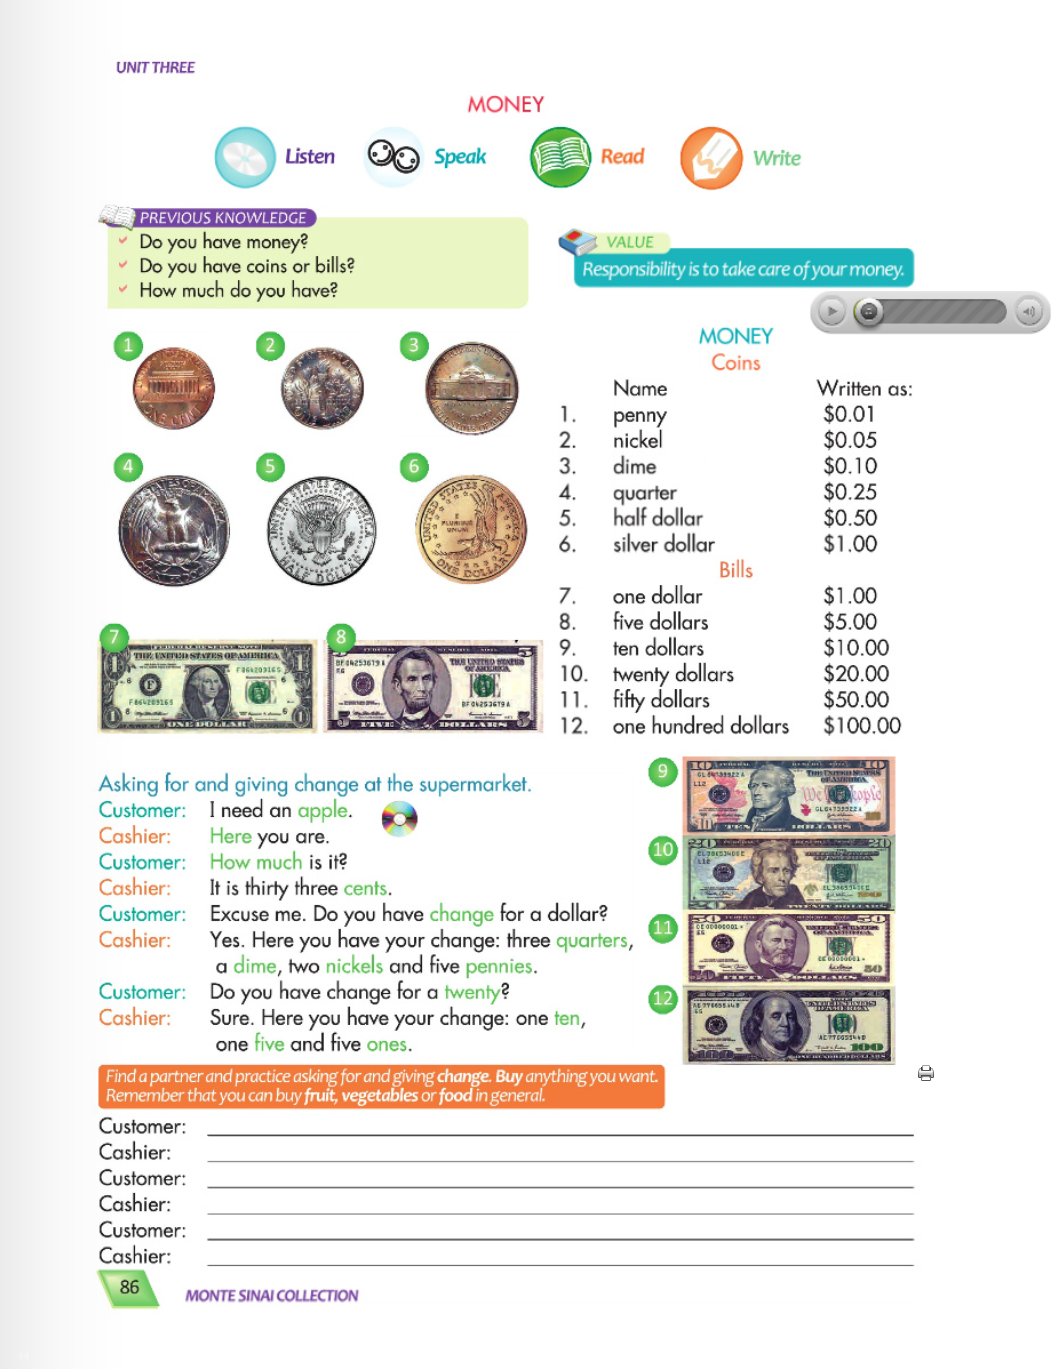 UNIT THREE
MONEY
Listen
Speak
Read
Write
PREVIOUS KNOWLEDGE
Do you have money?
Do you have coins or bills?
How much do you have?
VALUE
Responsibility is to take care of your money.
1
2
3
4
5
6
7
8
MONEY
Coins
Name Written as:
1. penny $0.01
2. nickel $0.05
3. dime $0.10
4. quarter $0.25
5. half dollar $0.50
6. silver dollar $1.00
Bills
7. one dollar $1.00
8. five dollars $5.00
9. ten dollars $10.00
10. twenty dollars $20.00
11. fifty dollars $50.00
12. one hundred dollars $100.00
THE UNITED STATES OF AMERICA
ONE DOLLAR
FIVE DOLLARS
Asking for and giving change at the supermarket.
Customer: I need an apple.
Cashier: Here you are.
Customer: How much is it?
Cashier: It is thirty three cents.
Customer: Excuse me. Do you have change for a dollar?
Cashier: Yes. Here you have your change: three quarters,
a dime, two nickels and five pennies.
Customer: Do you have change for a twenty?
Cashier: Sure. Here you have your change: one ten,
one five and five ones.
9
10
11
12
Find a partner and practice asking for and giving change. Buy anything you want.
Remember that you can buy fruit, vegetables or food in general.
Customer:
Cashier:
Customer:
Cashier:
Customer:
Cashier:
86
MONTE SINAI COLLECTION